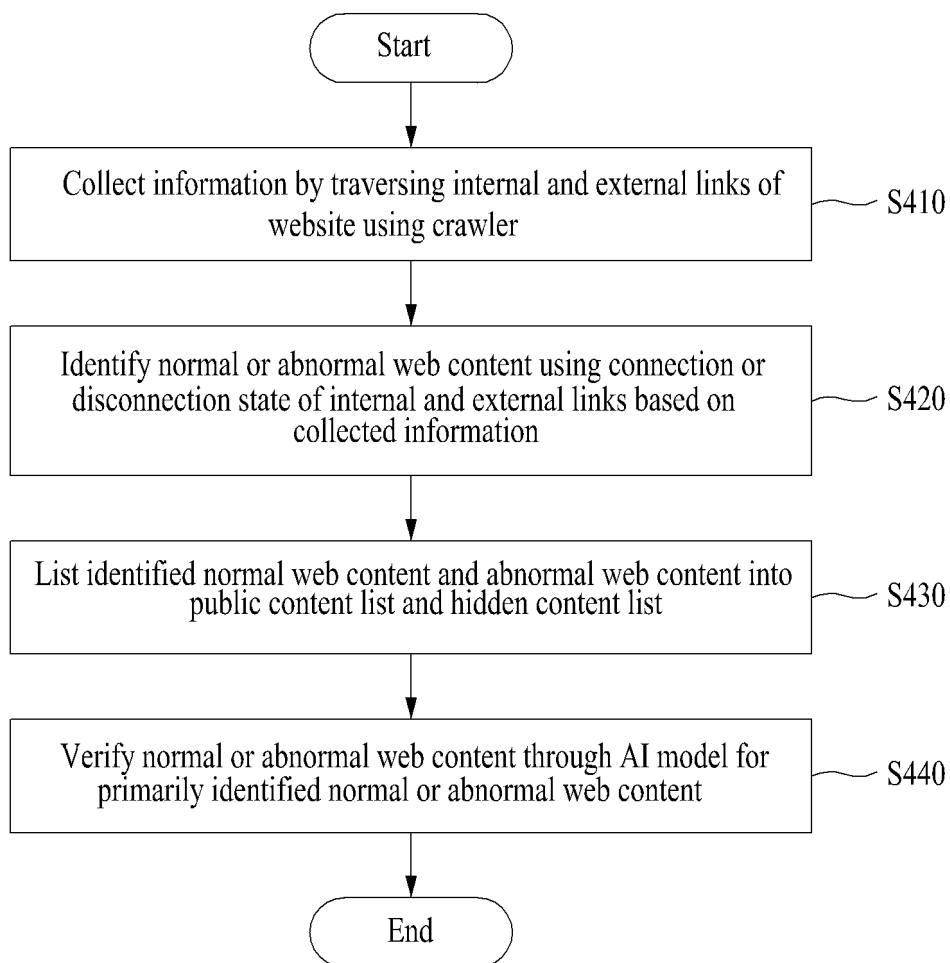 Start
Collect information by traversing internal and external links of
website using crawler
S410
Identify normal or abnormal web content using connection or
disconnection state of internal and external links based on
collected information
S420
List identified normal web content and abnormal web content into
public content list and hidden content list
S430
Verify normal or abnormal web content through AI model for
primarily identified normal or abnormal web content
S440
End